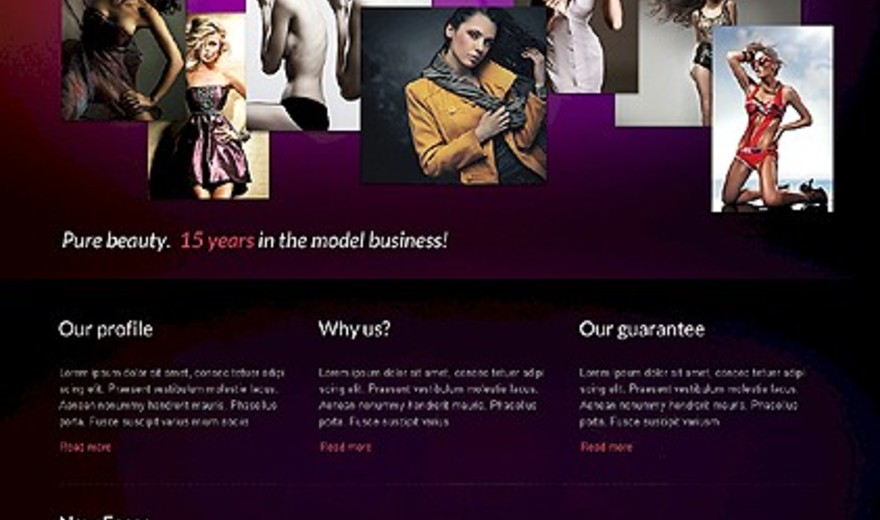 Pure beauty. 15 years in the model business!
Our profile
Why us?
Our guarantee
Lorem ipsum dolor sit amet, consec tetuer adipi
scing elit. Praesent vestibulum molestie lacus.
Aenean nonummy hendrerit mauris. Phasellus
porta. Fusce suscipit varius mium sociis
Read more
Lorem ipsum dolor sit amet, consec tetuer adipi
scing elit. Praesent vestibulum molestie lacus.
Aenean nonummy hendrerit mauris. Phasellus
porta. Fusce suscipit varius
Read more
Lorem ipsum dolor sit amet, consec tetuer adipi
scing elit. Praesent vestibulum molestie lacus.
Aenean nonummy hendrerit mauris. Phasellus
porta. Fusce suscipit
Read more